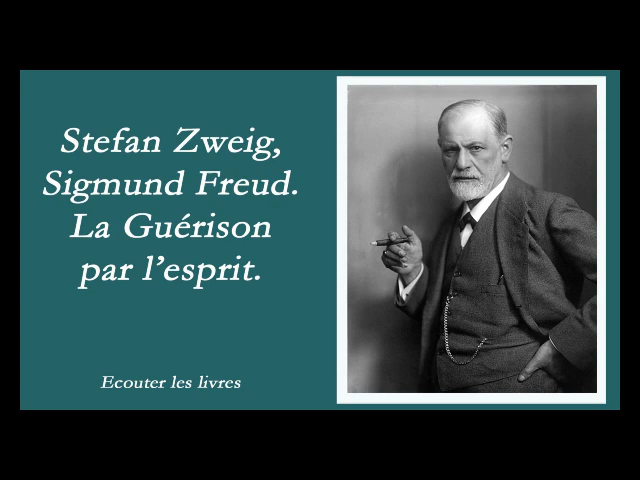 Stefan Zweig,
Sigmund Freud.
La Guérison
par l'esprit.
Ecouter les livres